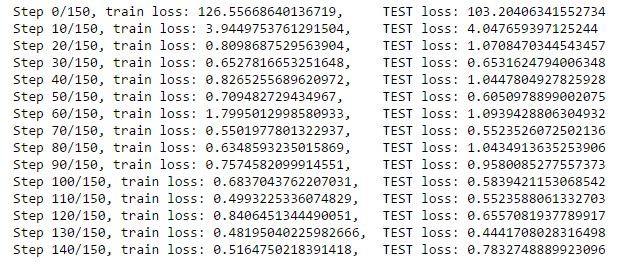 Step 0/150, train loss: 126.55668640136719, TEST loss: 103.20406341552734
Step 10/150, train loss: 3.9449753761291504, TEST loss: 4.047659397125244
Step 20/150, train loss: 0.8098687529563904, TEST loss: 1.0708470344543457
Step 30/150, train loss: 0.6527816653251648, TEST loss: 0.6531624794006348
Step 40/150, train loss: 0.8265255689620972, TEST loss: 1.0447804927825928
Step 50/150, train loss: 0.709482729434967, TEST loss: 0.6050978899002075
Step 60/150, train loss: 1.7995012998580933, TEST loss: 1.0939428806304932
Step 70/150, train loss: 0.5501977801322937, TEST loss: 0.5523526072502136
Step 80/150, train loss: 0.6348593235015869, TEST loss: 1.0434913635253906
Step 90/150, train loss: 0.7574582099914551, TEST loss: 0.9580085277557373
Step 100/150, train loss: 0.6837043762207031, TEST loss: 0.5839421153068542
Step 110/150, train loss: 0.4993225336074829, TEST loss: 0.5523588061332703
Step 120/150, train loss: 0.8406451344490051, TEST loss: 0.6557081937789917
Step 130/150, train loss: 0.48195040225982666, TEST loss: 0.4441708028316498
Step 140/150, train loss: 0.5164750218391418, TEST loss: 0.7832748889923096